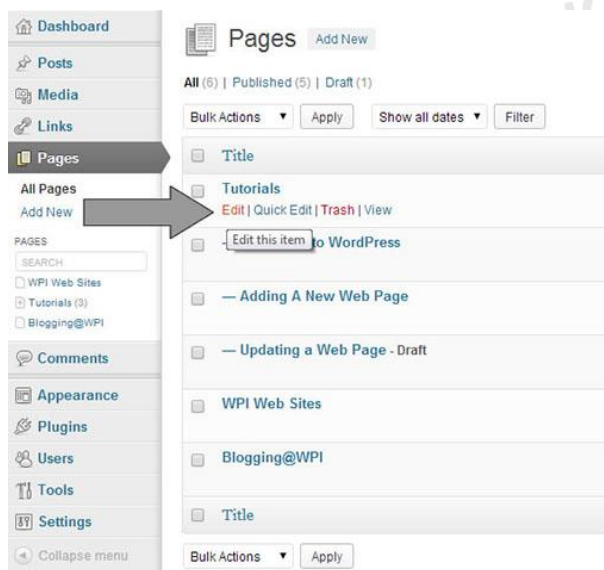 Dashboard
Posts
Media
Links
Pages
All Pages
Add New
PAGES
SEARCH
WPI Web Sites
Tutorials (3)
Blogging@WPI
Comments
Appearance
Plugins
Users
Tools
Settings
Collapse menu
Pages Add New
All (6) | Published (5) | Draft (1)
Bulk Actions Apply Show all dates Filter
Title
Tutorials
Edit | Quick Edit | Trash | View
Edit this item
to WordPress
— Adding A New Web Page
— Updating a Web Page - Draft
WPI Web Sites
Blogging@WPI
Title
Bulk Actions Apply